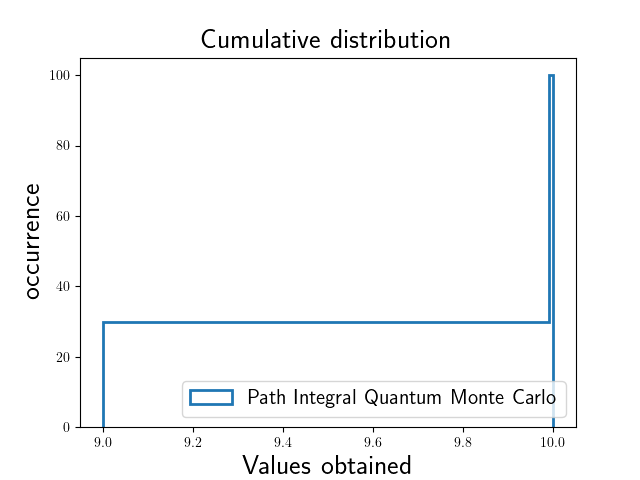 Cumulative distribution
100
80
60
40
20
0
occurrence
Path Integral Quantum Monte Carlo
9.0 9.2 9.4 9.6 9.8 10.0
Values obtained